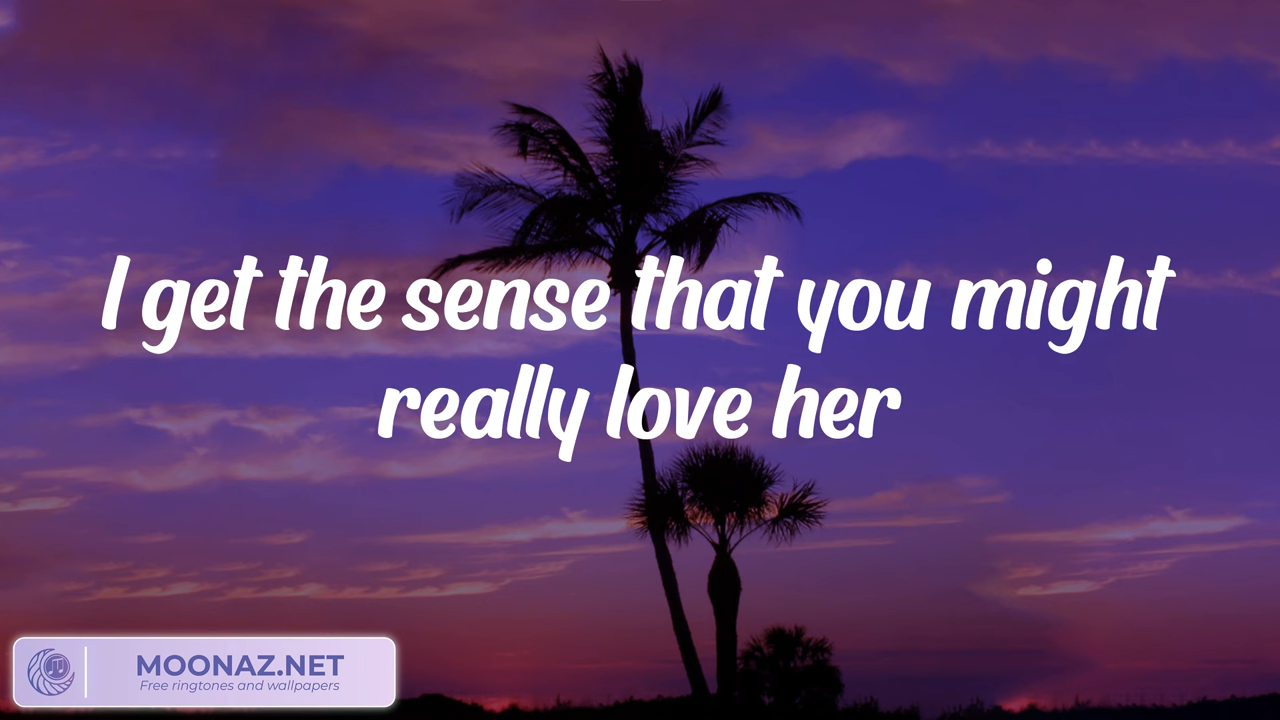 I get the sense that you might
really love her
MOONAZ.NET
Free ringtones and wallpapers